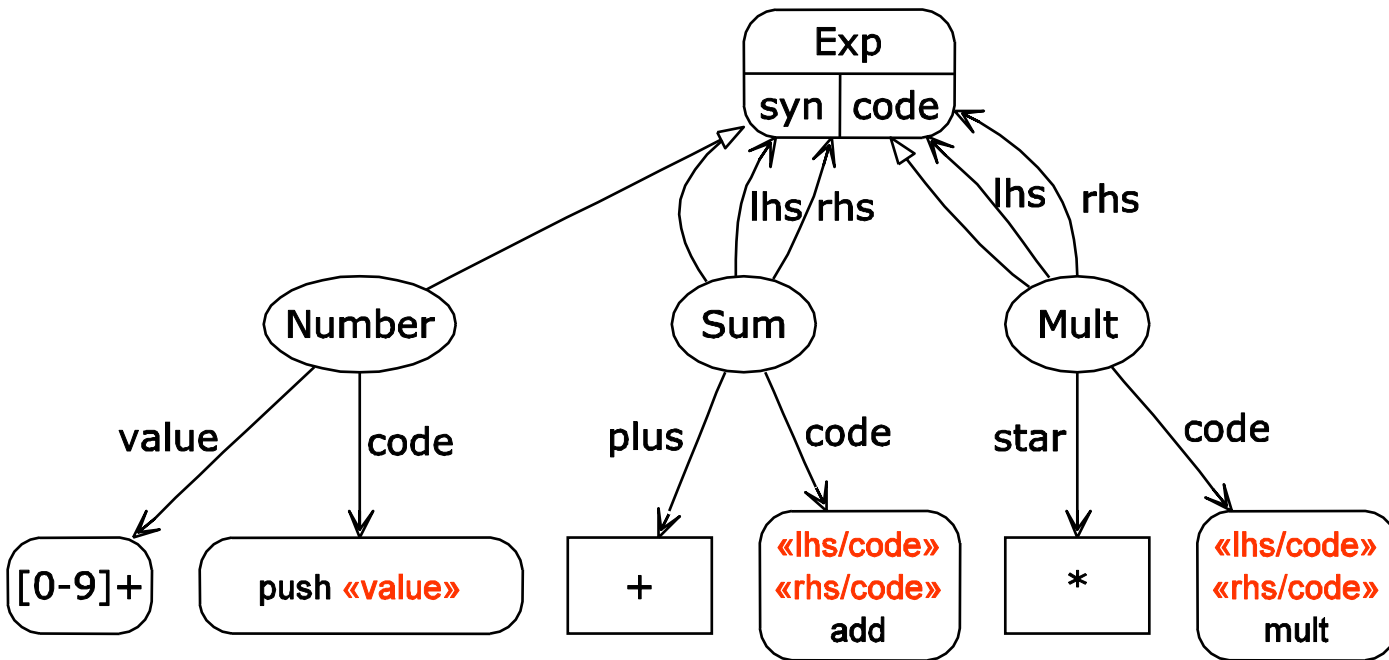 Exp
syn code
lhs rhs
lhs
rhs
Number
Sum
Mult
value
code
plus
code
star
code
[0-9]+
push «value»
+
«lhs/code»
«rhs/code»
add
*
«lhs/code»
«rhs/code»
mult